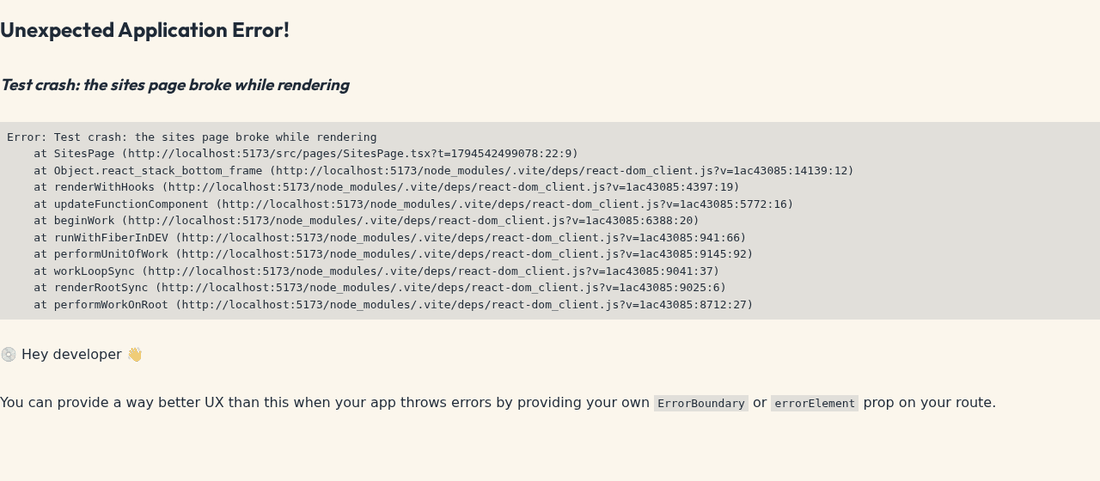 Unexpected Application Error!
Test crash: the sites page broke while rendering
Error: Test crash: the sites page broke while rendering
    at SitesPage (http://localhost:5173/src/pages/SitesPage.tsx?t=1794542499078:22:9)
    at Object.react_stack_bottom_frame (http://localhost:5173/node_modules/.vite/deps/react-dom_client.js?v=1ac43085:14139:12)
    at renderWithHooks (http://localhost:5173/node_modules/.vite/deps/react-dom_client.js?v=1ac43085:4397:19)
    at updateFunctionComponent (http://localhost:5173/node_modules/.vite/deps/react-dom_client.js?v=1ac43085:5772:16)
    at beginWork (http://localhost:5173/node_modules/.vite/deps/react-dom_client.js?v=1ac43085:6388:20)
    at runWithFiberInDEV (http://localhost:5173/node_modules/.vite/deps/react-dom_client.js?v=1ac43085:941:66)
    at performUnitOfWork (http://localhost:5173/node_modules/.vite/deps/react-dom_client.js?v=1ac43085:9145:92)
    at workLoopSync (http://localhost:5173/node_modules/.vite/deps/react-dom_client.js?v=1ac43085:9041:37)
    at renderRootSync (http://localhost:5173/node_modules/.vite/deps/react-dom_client.js?v=1ac43085:9025:6)
    at performWorkOnRoot (http://localhost:5173/node_modules/.vite/deps/react-dom_client.js?v=1ac43085:8712:27)
💿 Hey developer 👋
You can provide a way better UX than this when your app throws errors by providing your own ErrorBoundary or errorElement prop on your route.